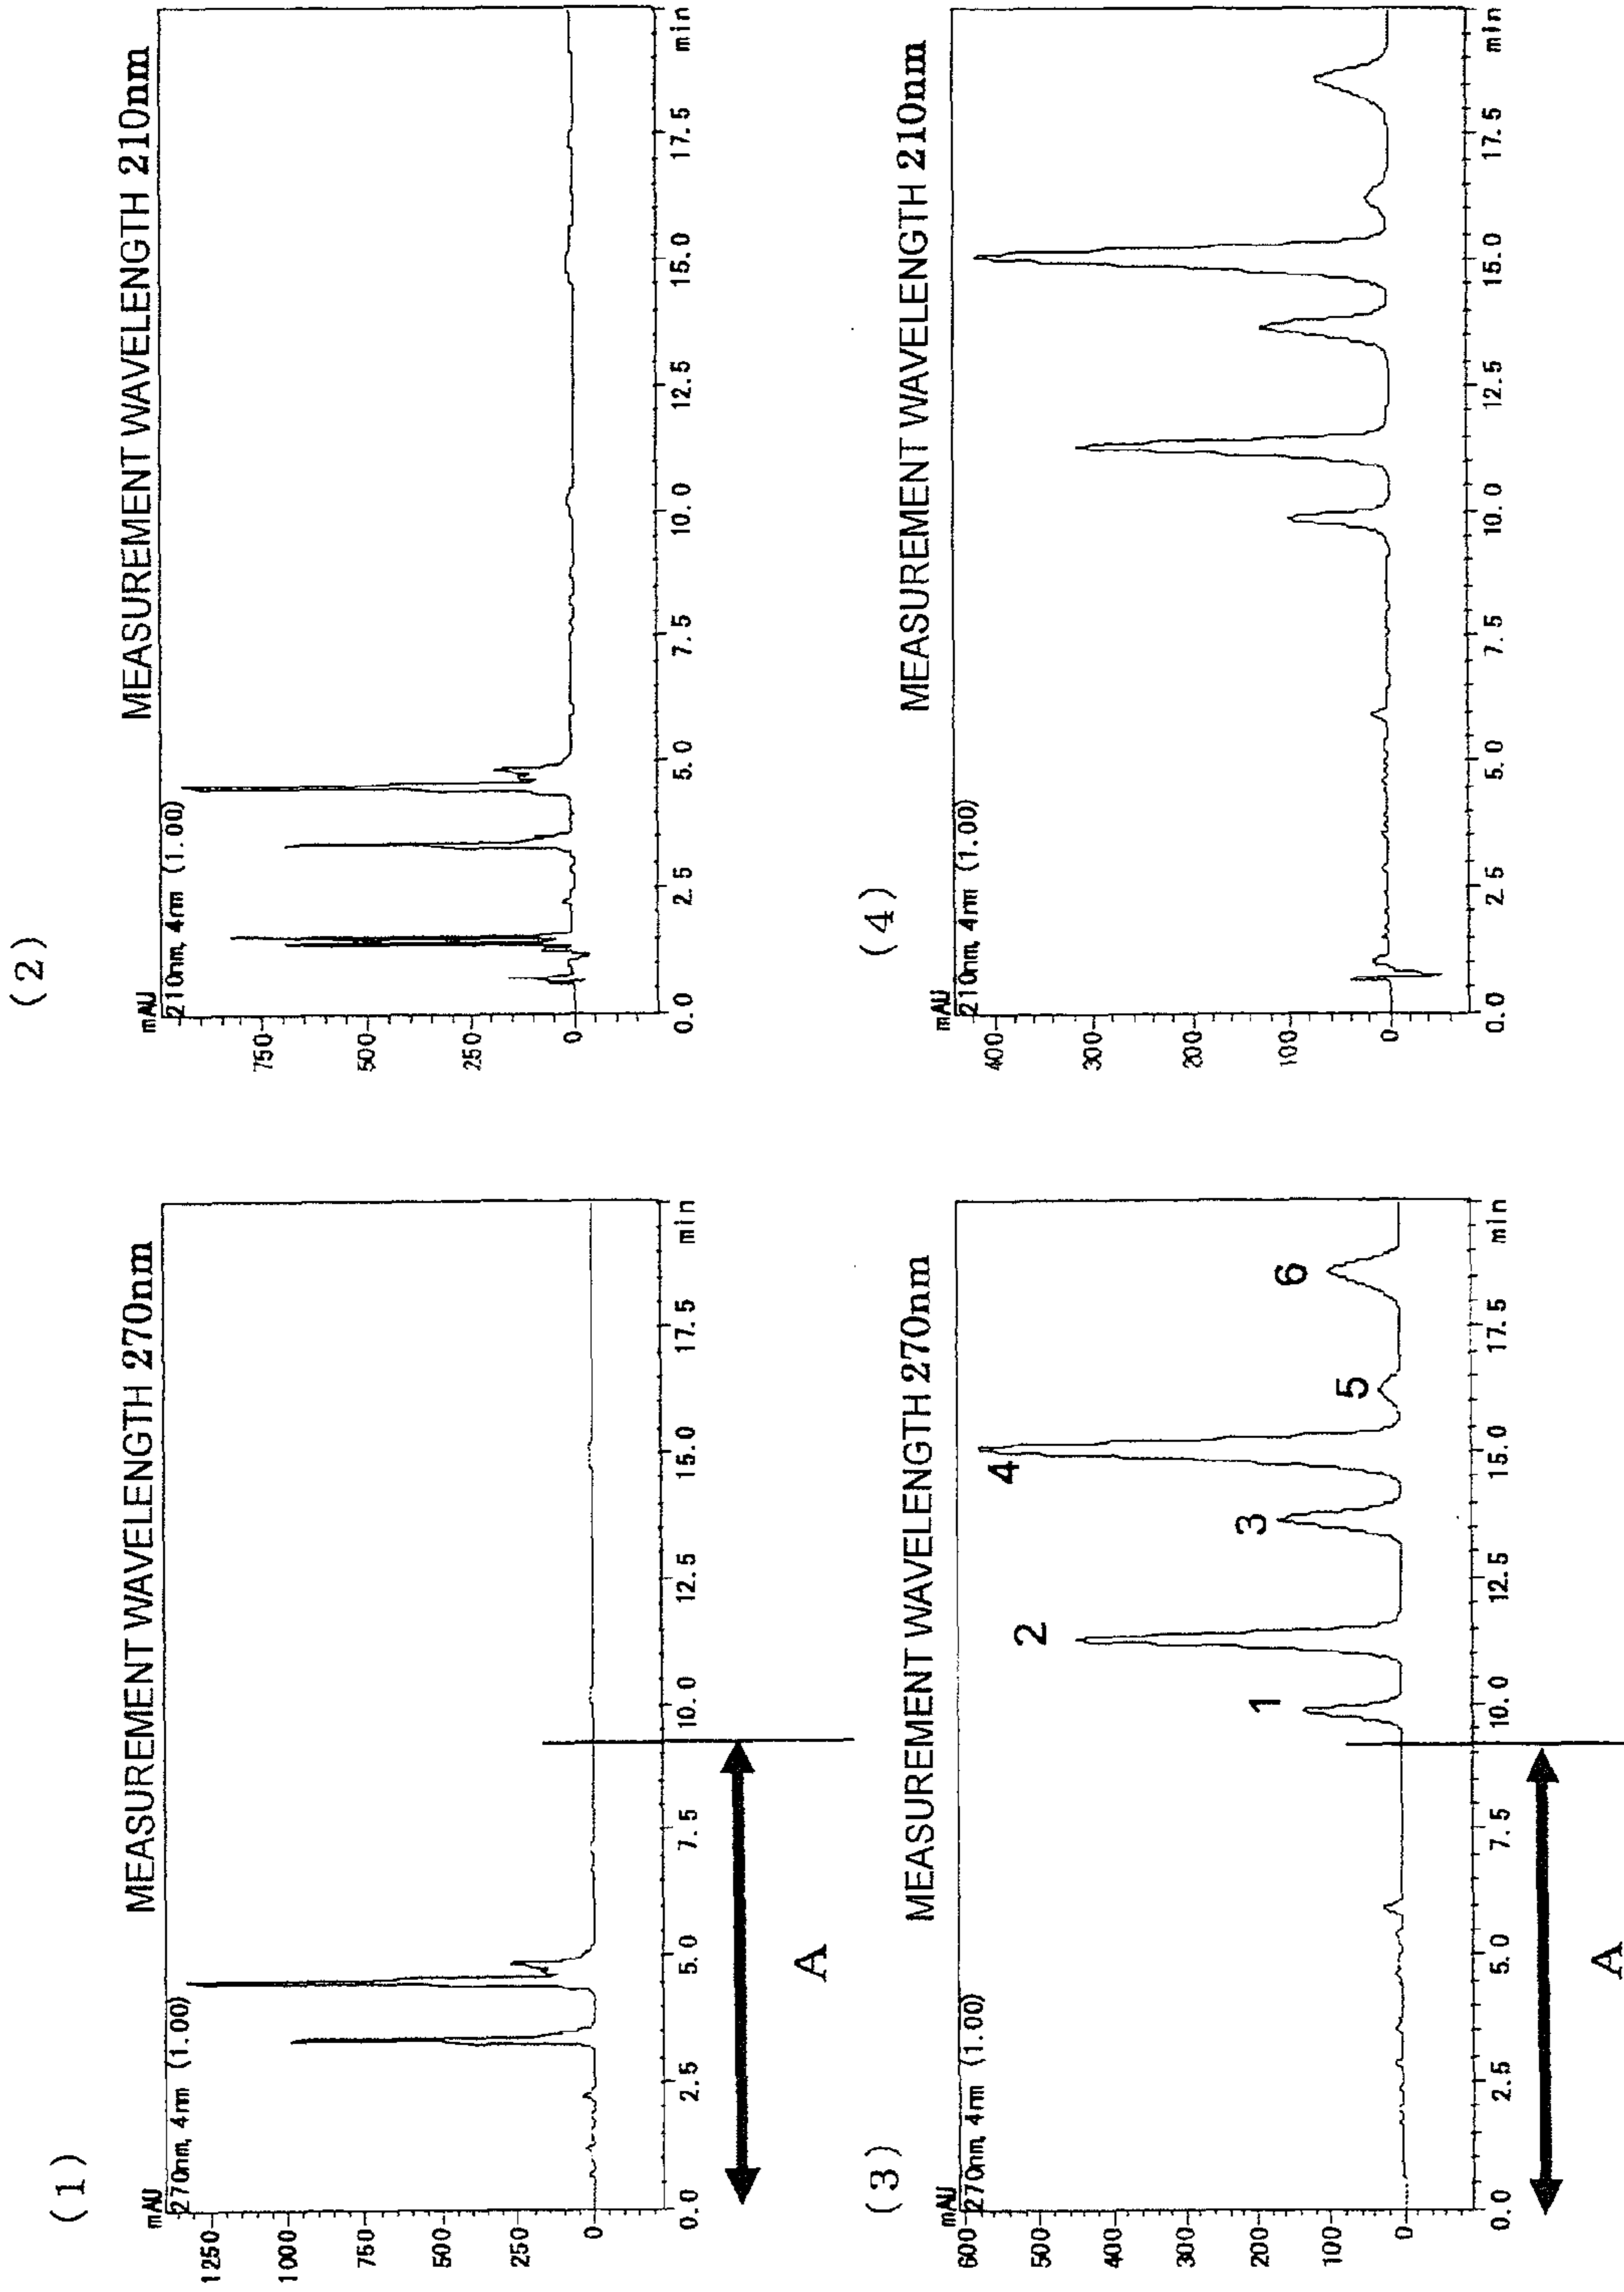 (1)
MEASUREMENT WAVELENGTH 270nm
mAU
270nm, 4nm (1.00)
1250
1000
750
500
250
0
0.0 2.5 5.0 7.5 10.0 12.5 15.0 17.5 min
A
(2)
MEASUREMENT WAVELENGTH 210nm
mAU
210nm, 4nm (1.00)
750
500
250
0
0.0 2.5 5.0 7.5 10.0 12.5 15.0 17.5 min
(3)
MEASUREMENT WAVELENGTH 270nm
mAU
270nm, 4nm (1.00)
600
500
400
300
200
100
0
1 2 3 4 5 6
0.0 2.5 5.0 7.5 10.0 12.5 15.0 17.5 min
A
(4)
MEASUREMENT WAVELENGTH 210nm
mAU
210nm, 4nm (1.00)
400
300
200
100
0
0.0 2.5 5.0 7.5 10.0 12.5 15.0 17.5 min